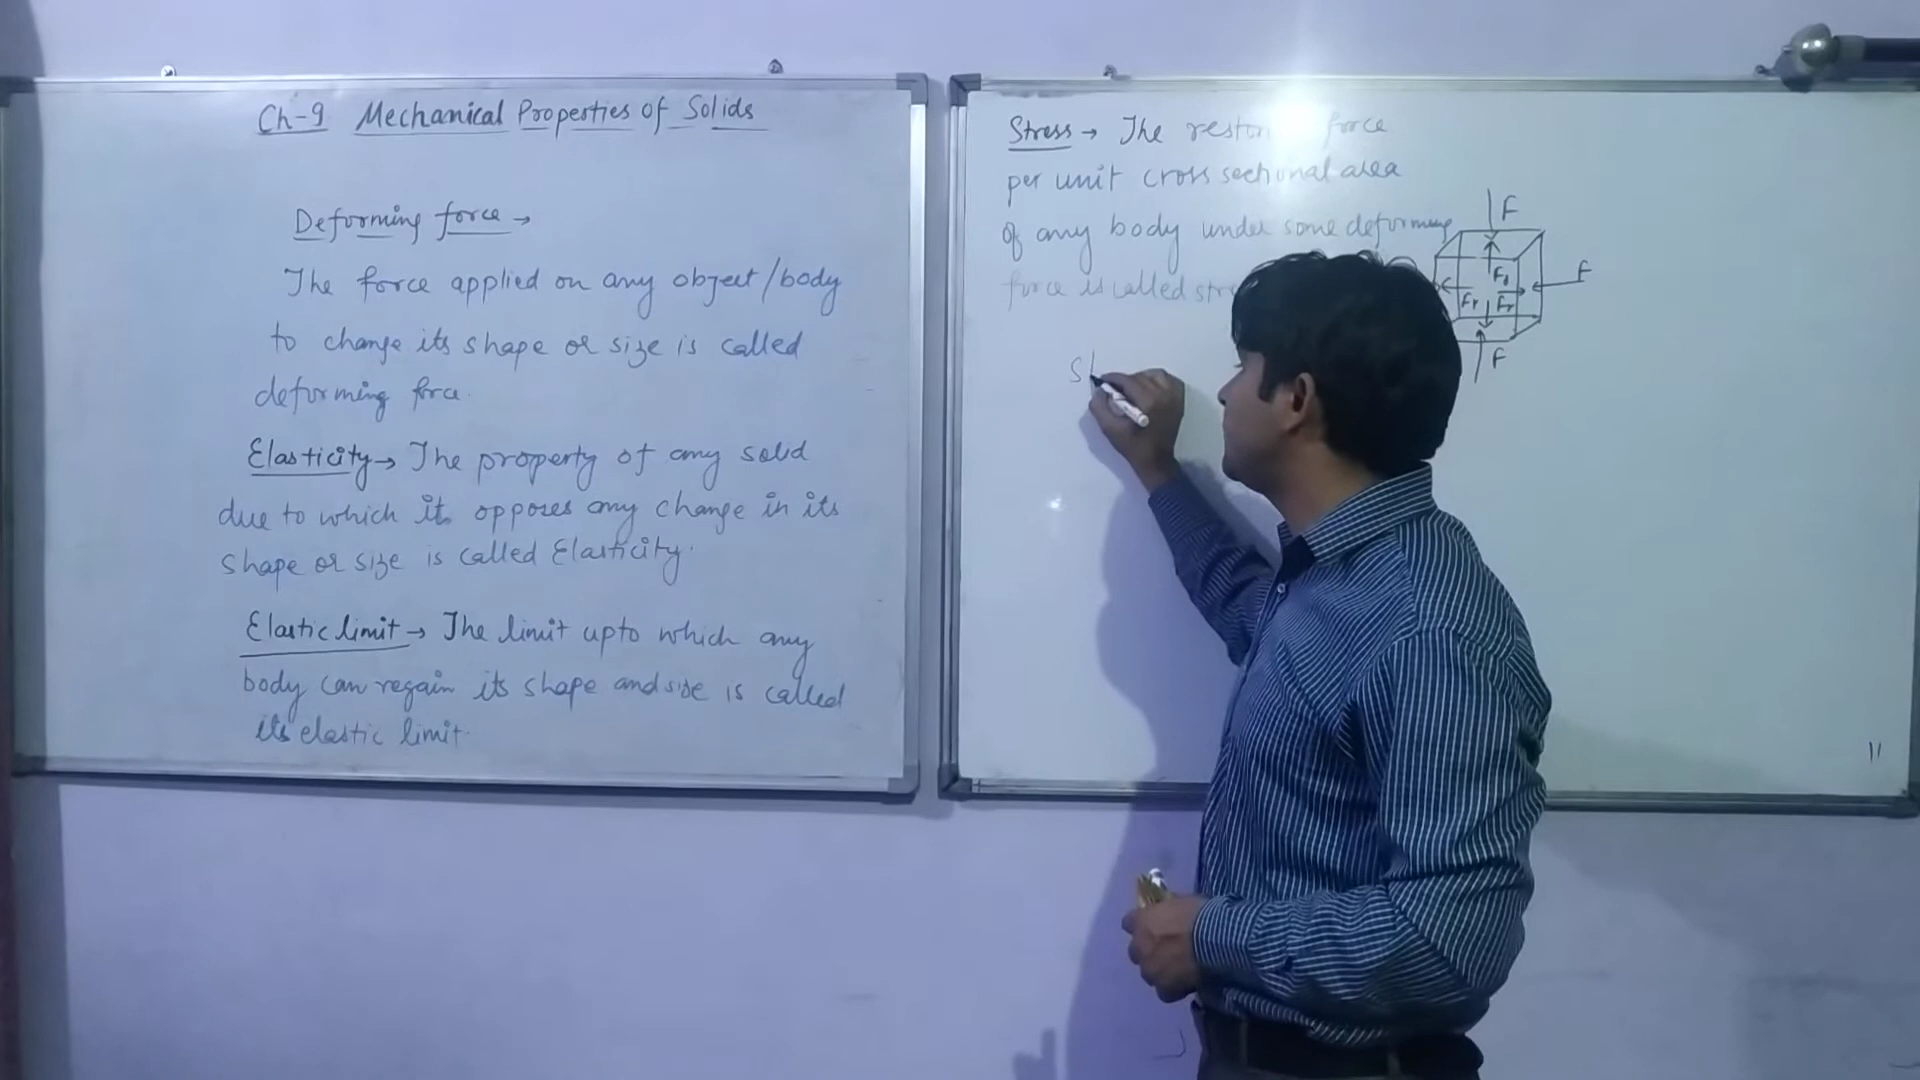 Ch-9 Mechanical Properties of Solids
Deforming force →
The force applied on any object/body
to change its shape or size is called
deforming force.
Elasticity → The property of any solid
due to which it opposes any change in its
shape or size is called Elasticity.
Elastic limit → The limit upto which any
body can regain its shape and size is called
its elastic limit.
Stress → The force
per unit cross sectional area
of any body under some deforming
force is called
F
F
Fr
Fr
Fr
F
11